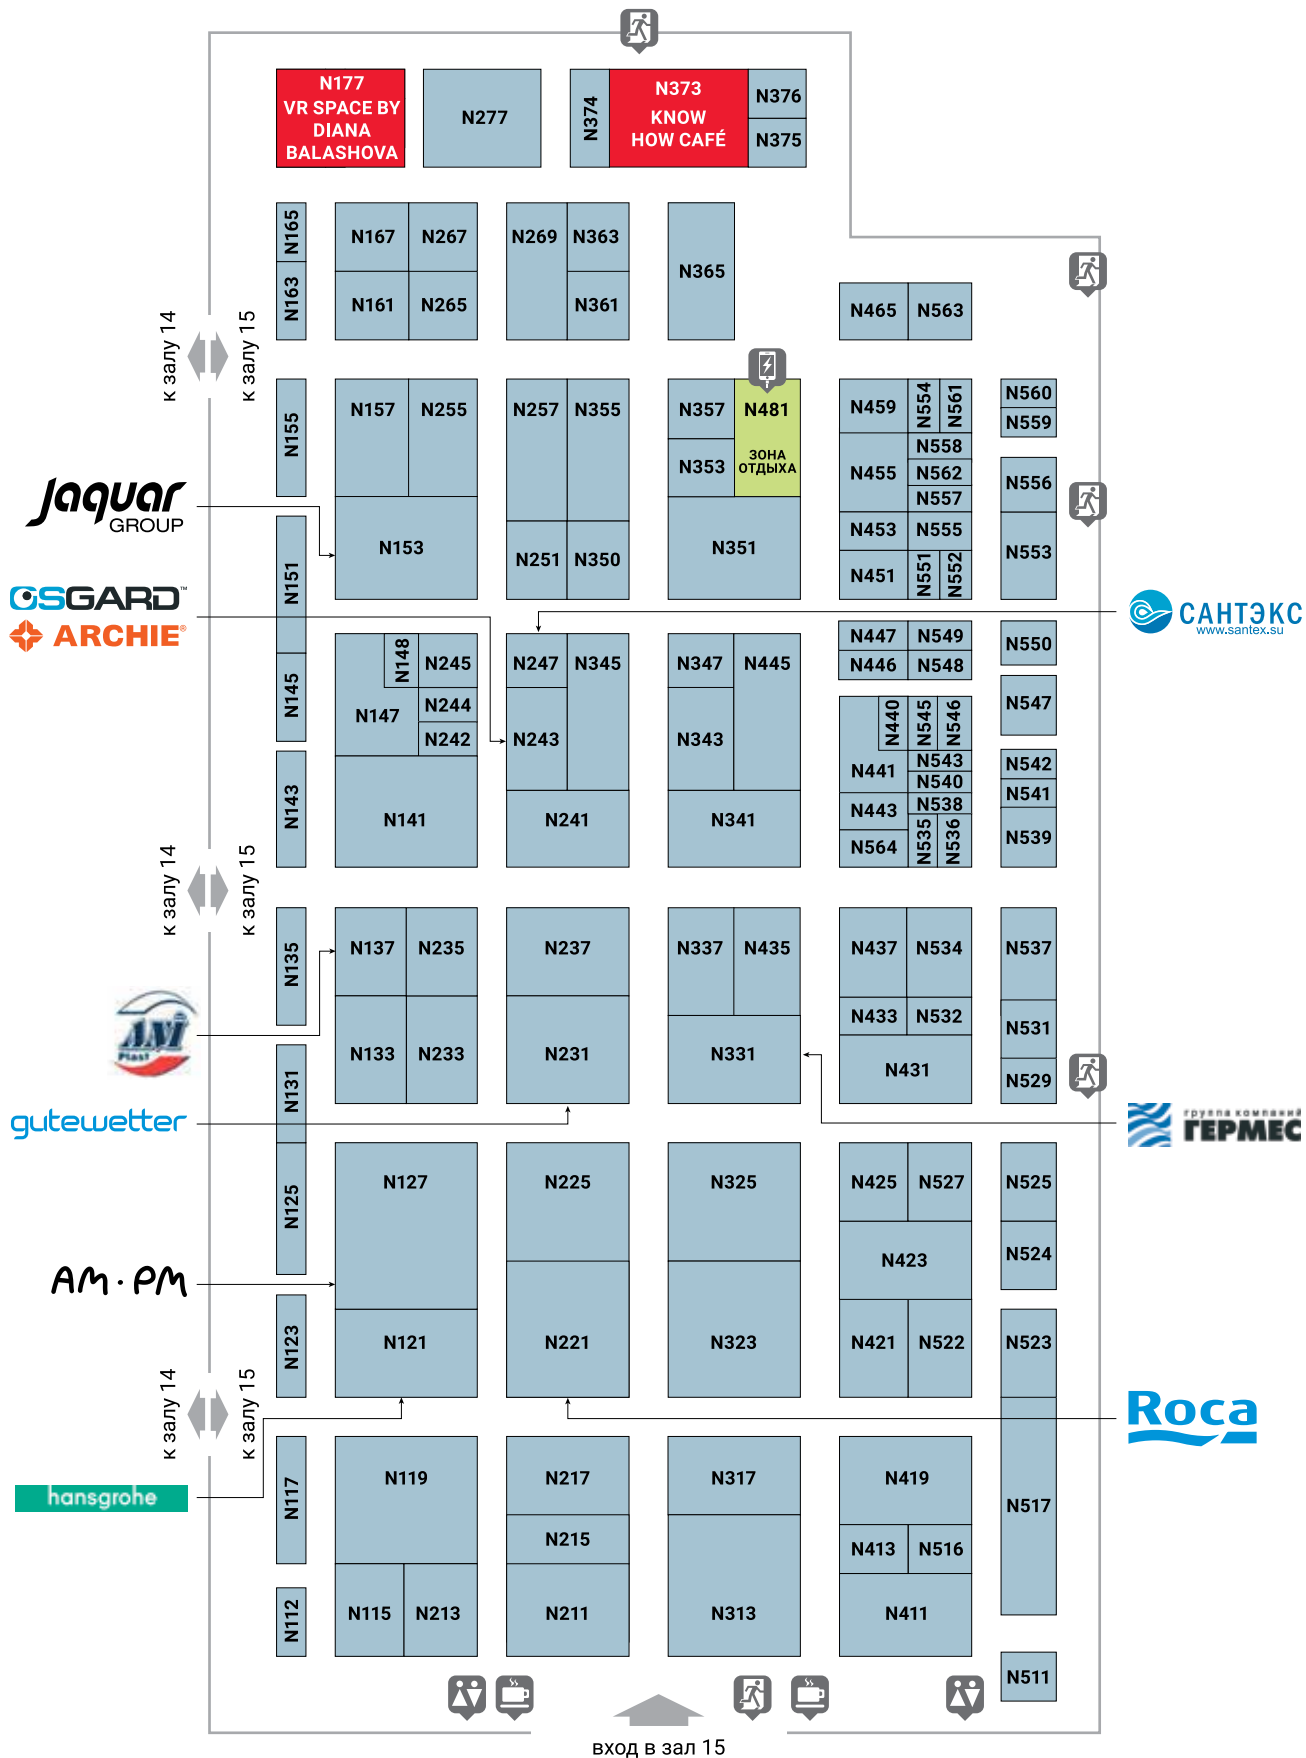 N177
VR SPACE BY
DIANA
BALASHOVA
N277
N374
N373
KNOW
HOW CAFÉ
N376
N375
N165
N163
N167
N267
N161
N265
N269
N363
N361
N365
N465
N563
к залу 14
к залу 15
N155
N157
N255
N153
N257
N355
N251
N350
N357
N353
N481
ЗОНА
ОТДЫХА
N351
N459
N554
N561
N558
N455
N562
N557
N453
N555
N451
N551
N552
N560
N559
N556
N553
Jaquar
GROUP
OSGARD™
ARCHIE®
САНТЭКС
www.santex.su
N151
N145
N143
N148
N245
N147
N244
N242
N141
N247
N345
N243
N241
N347
N445
N343
N341
N447
N549
N446
N548
N440
N545
N546
N441
N543
N540
N443
N538
N564
N535
N536
N550
N547
N542
N541
N539
к залу 14
к залу 15
N135
N137
N235
N133
N233
N237
N231
N337
N435
N331
N437
N534
N433
N532
N431
N537
N531
N529
ANI
Plast
gutewetter
группа компаний
ГЕРМЕС
N131
N125
N123
N127
N121
N225
N221
N325
N323
N425
N527
N423
N421
N522
N525
N524
N523
AM·PM
к залу 14
к залу 15
hansgrohe
Roca
N117
N112
N119
N115
N213
N217
N215
N211
N317
N313
N419
N413
N516
N411
N517
N511
вход в зал 15